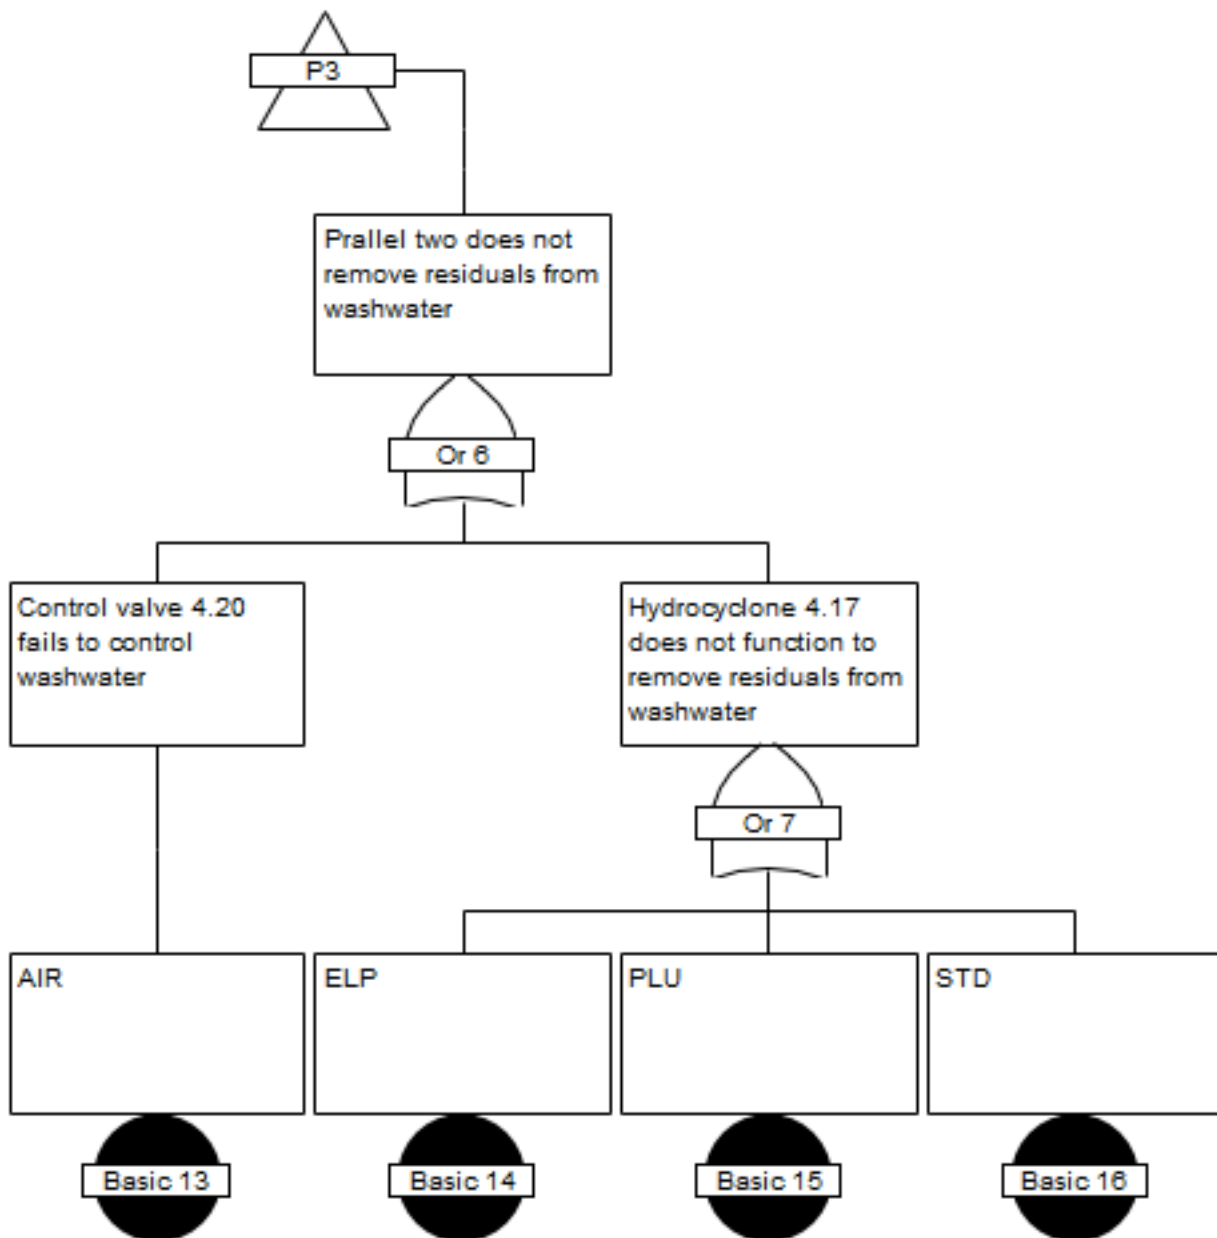 P3
Prallel two does not
remove residuals from
washwater
Or 6
Control valve 4.20
fails to control
washwater
Hydrocyclone 4.17
does not function to
remove residuals from
washwater
Or 7
AIR
ELP
PLU
STD
Basic 13
Basic 14
Basic 15
Basic 16